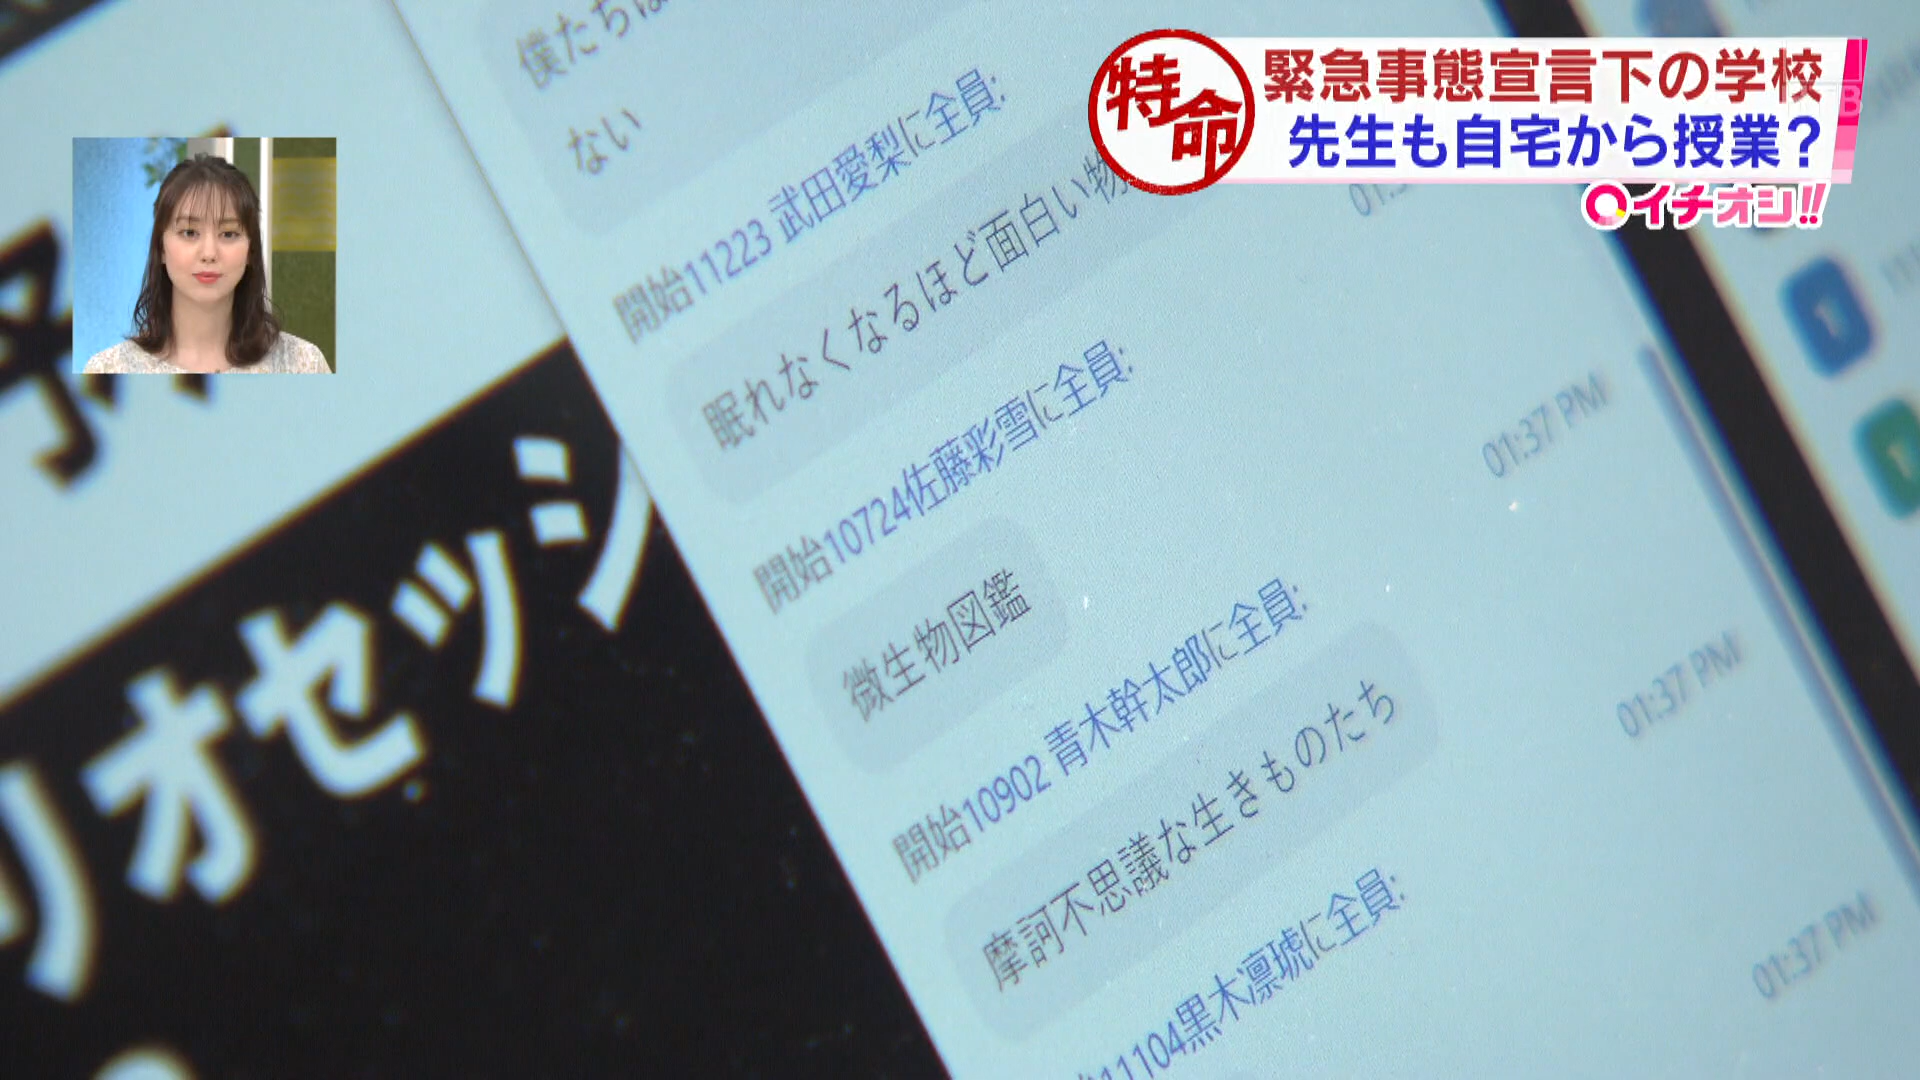 特命
緊急事態宣言下の学校
先生も自宅から授業?
イチオシ!!
僕たちは
ない
開始11223 武田愛梨に全員:
眠れなくなるほど面白い物
開始10724佐藤彩雪に全員:
01:37 PM
微生物図鑑
開始10902 青木幹太郎に全員:
01:37 PM
摩訶不思議な生きものたち
11104黒木凛琥に全員:
01:37 PM
リオセッシ